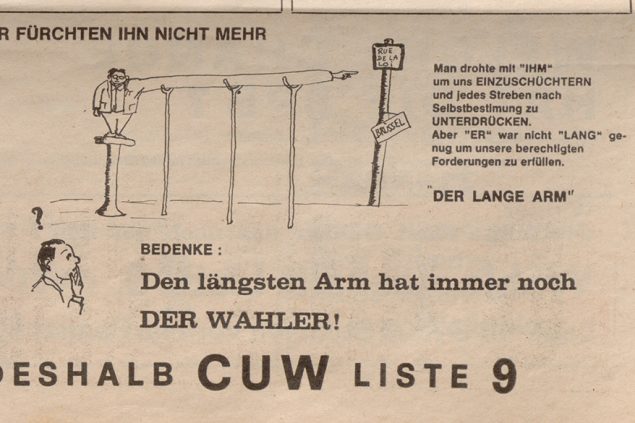 R FÜRCHTEN IHN NICHT MEHR
RUE
DE LA
LOI
BRÜSSEL
Man drohte mit "IHM"
um uns EINZUSCHÜCHTERN
und jedes Streben nach
Selbstbestimung zu
UNTERDRÜCKEN.
Aber "ER" war nicht "LANG" ge-
nug um unsere berechtigten
Forderungen zu erfüllen.
"DER LANGE ARM"
?
BEDENKE :
Den längsten Arm hat immer noch
DER WAHLER!
DESHALB CUW LISTE 9